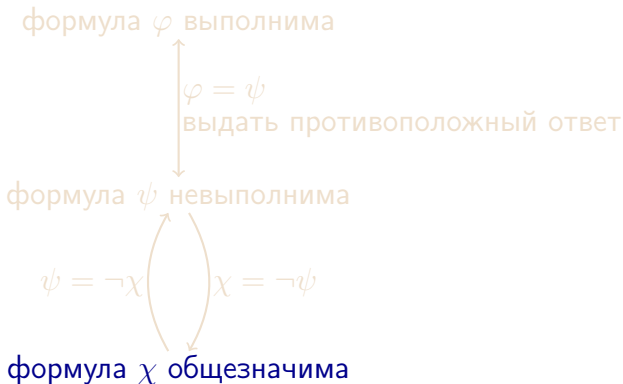 формула φ выполнима
φ = ψ
выдать противоположный ответ
формула ψ невыполнима
ψ = ¬χ χ = ¬ψ
формула χ общезначима